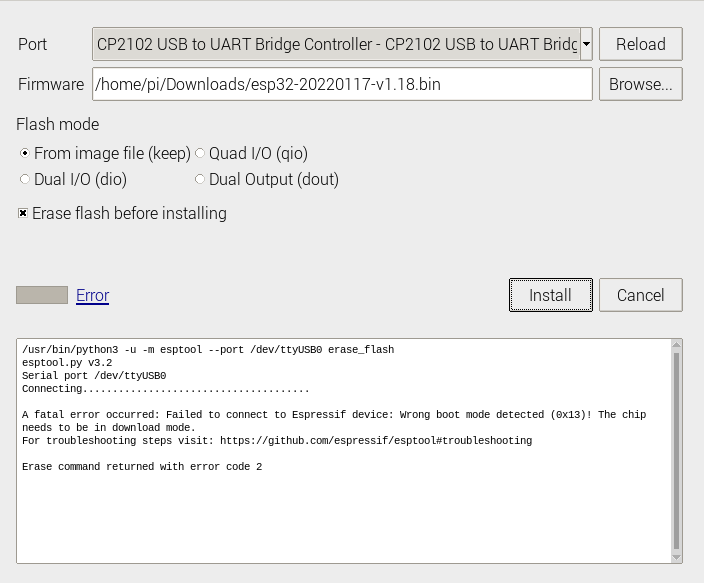 Port
CP2102 USB to UART Bridge Controller - CP2102 USB to UART Bridg
Reload
Firmware
/home/pi/Downloads/esp32-20220117-v1.18.bin
Browse...
Flash mode
From image file (keep) Quad I/O (qio)
Dual I/O (dio) Dual Output (dout)
Erase flash before installing
Error
Install
Cancel
/usr/bin/python3 -u -m esptool --port /dev/ttyUSB0 erase_flash
esptool.py v3.2
Serial port /dev/ttyUSB0
Connecting......................................
A fatal error occurred: Failed to connect to Espressif device: Wrong boot mode detected (0x13)! The chip
needs to be in download mode.
For troubleshooting steps visit: https://github.com/espressif/esptool#troubleshooting
Erase command returned with error code 2